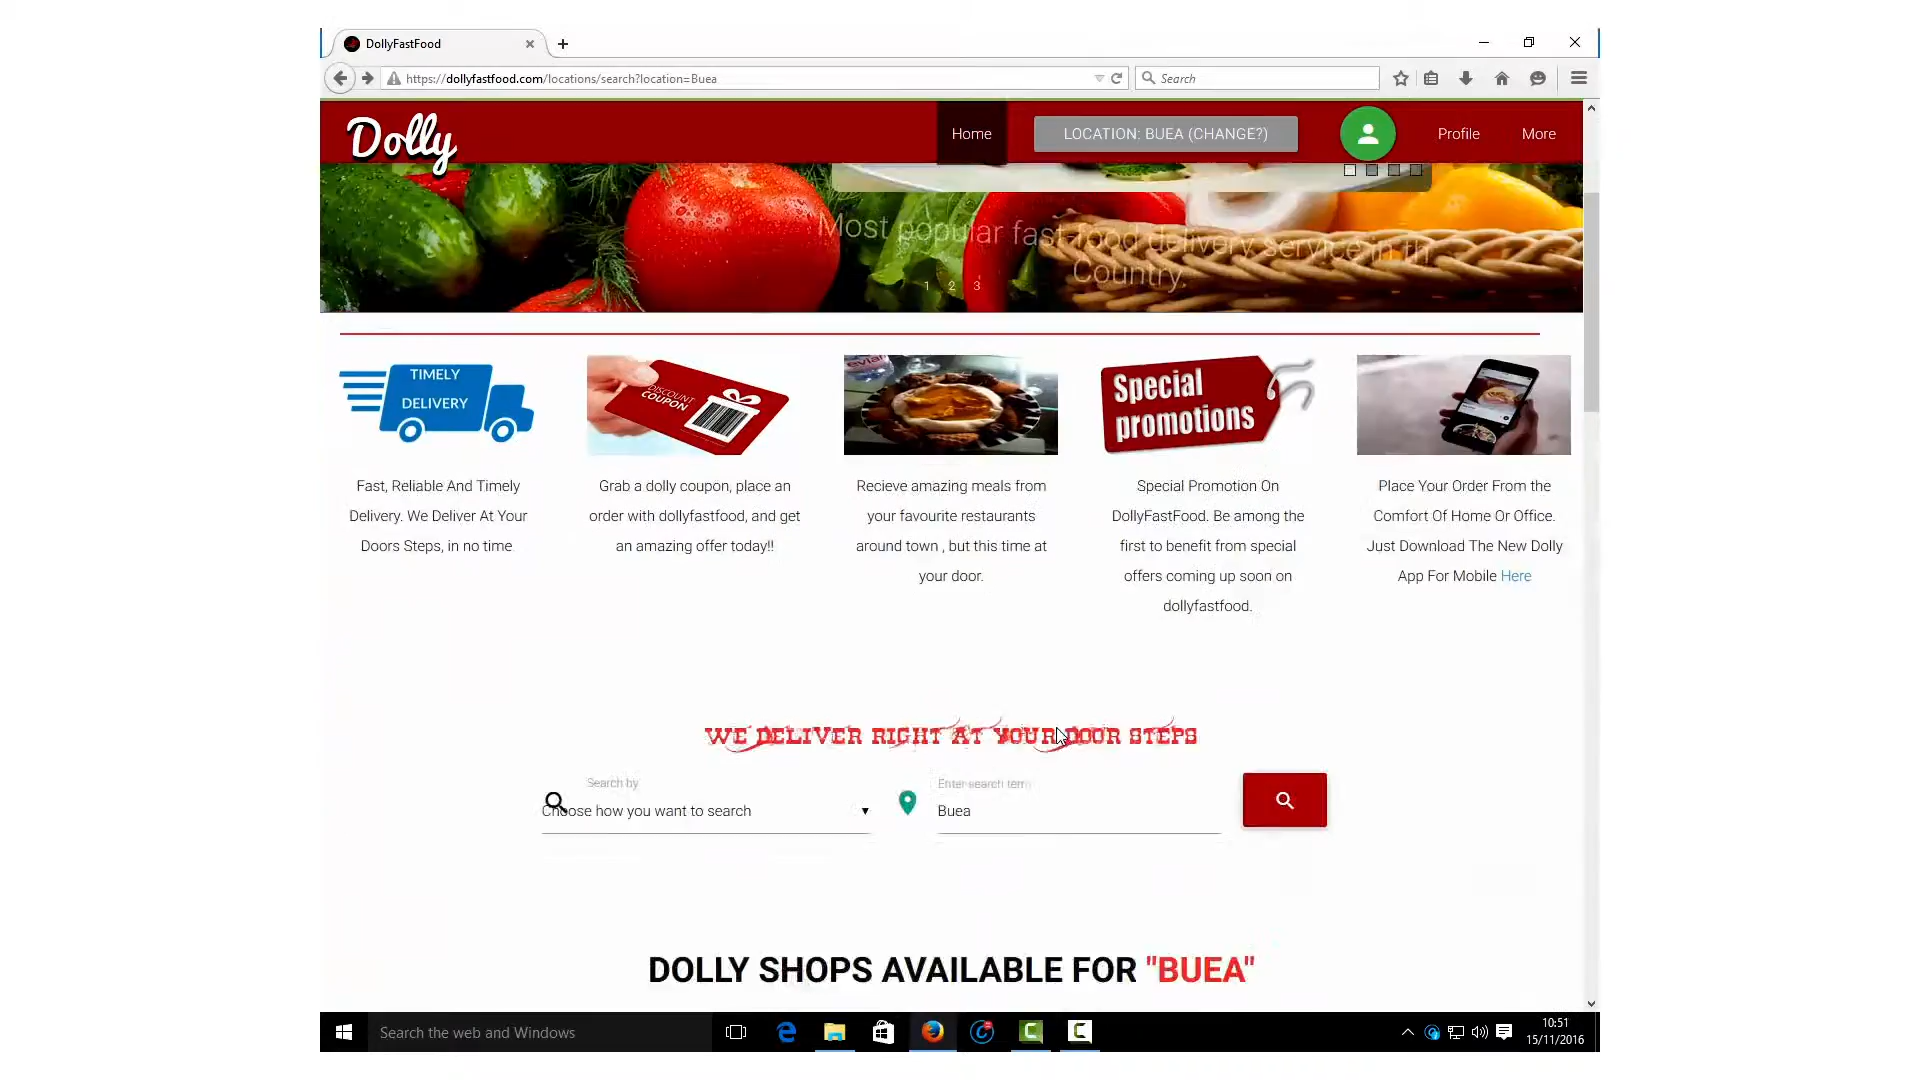 DollyFastFood
https://dollyfastfood.com/locations/search?location=Buea
Search
Dolly
Home
LOCATION: BUEA (CHANGE?)
Profile
More
Most popular fast-food delivery service in th
Country.
1 2 3
TIMELY
DELIVERY
DISCOUNT
COUPON
evian
Special
promotions
Fast, Reliable And Timely
Delivery. We Deliver At Your
Doors Steps, in no time.
Grab a dolly coupon, place an
order with dollyfastfood, and get
an amazing offer today!!
Recieve amazing meals from
your favourite restaurants
around town , but this time at
your door.
Special Promotion On
DollyFastFood. Be among the
first to benefit from special
offers coming up soon on
dollyfastfood.
Place Your Order From the
Comfort Of Home Or Office.
Just Download The New Dolly
App For Mobile Here
WE DELIVER RIGHT AT YOUR DOOR STEPS
Search by
Choose how you want to search
Enter search term
Buea
DOLLY SHOPS AVAILABLE FOR "BUEA"
Search the web and Windows
10:51
15/11/2016